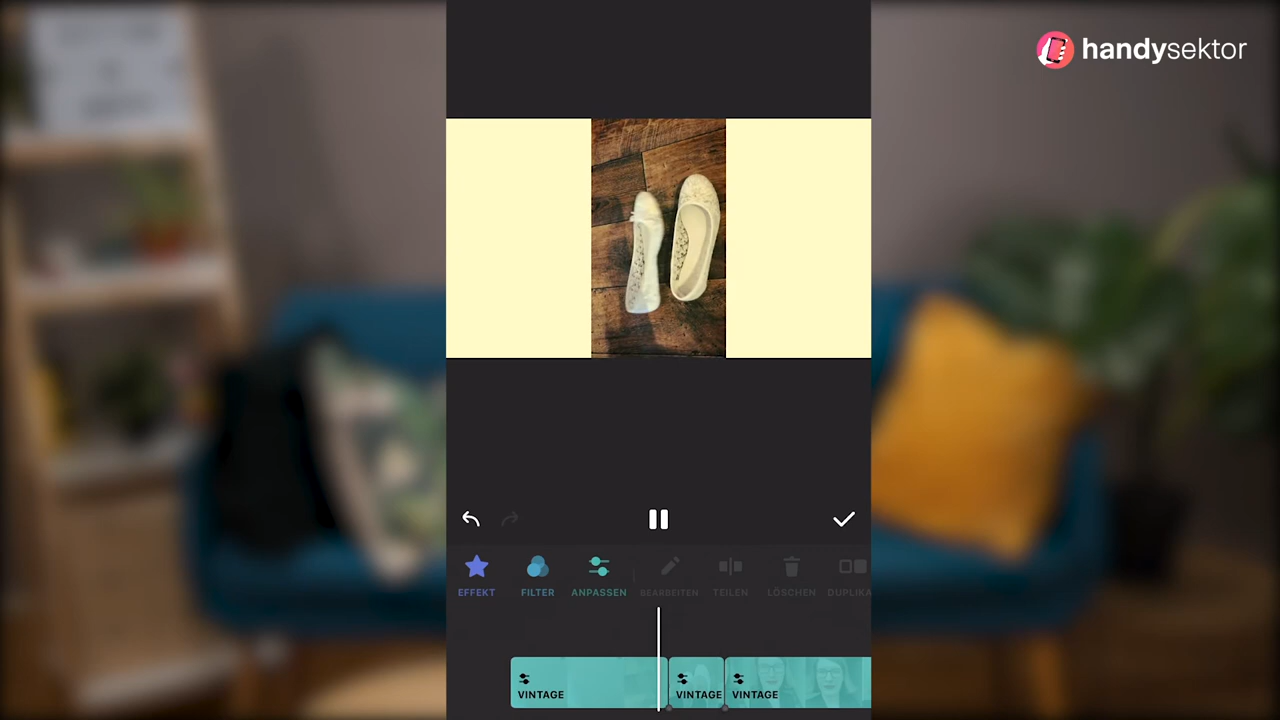 handysektor
EFFEKT FILTER ANPASSEN BEARBEITEN TEILEN LÖSCHEN DUPLIKA
VINTAGE VINTAGE VINTAGE